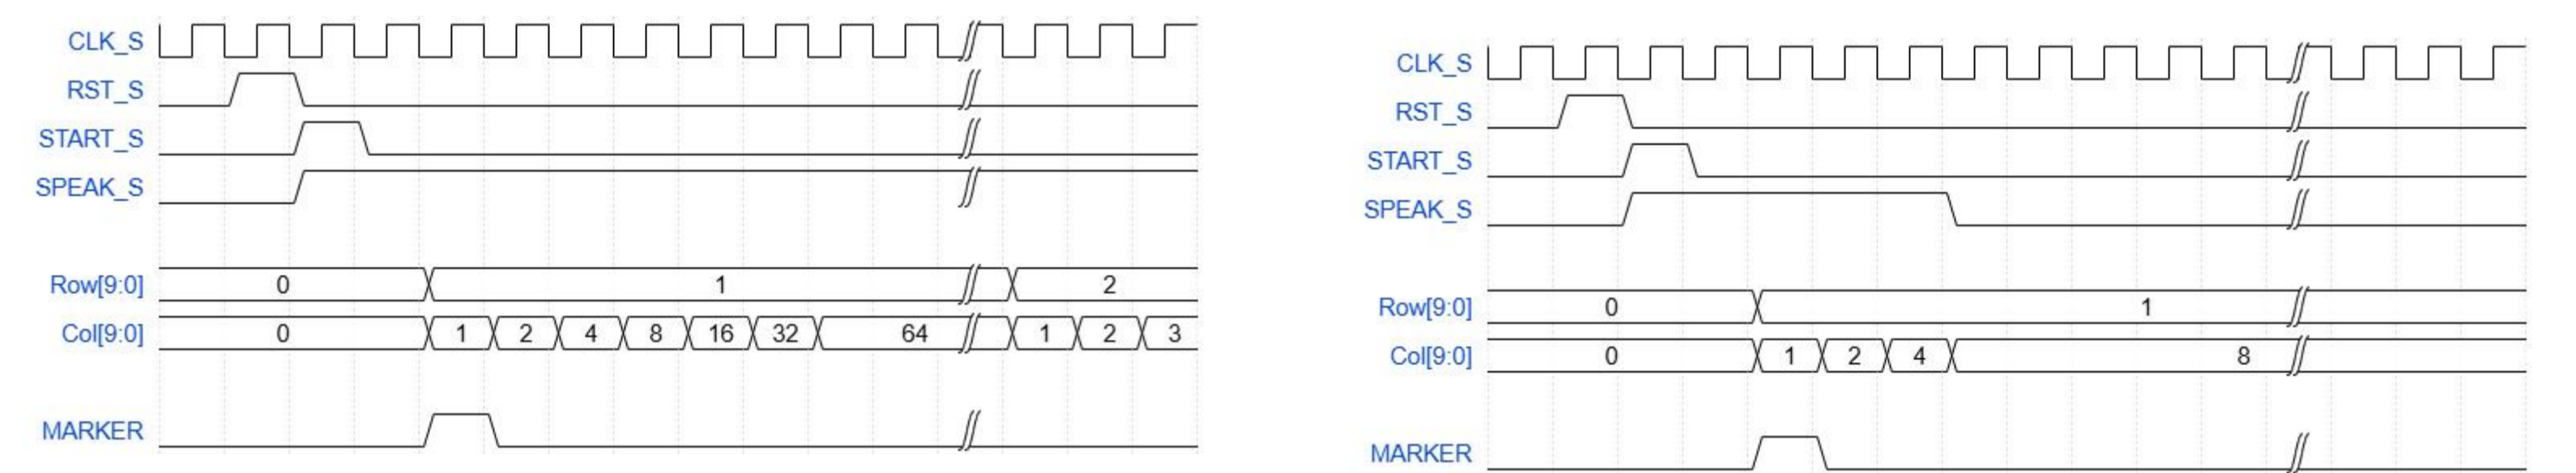 CLK_S
RST_S
START_S
SPEAK_S
Row[9:0] 0 1 2
Col[9:0] 0 1 2 4 8 16 32 64 1 2 3
MARKER
CLK_S
RST_S
START_S
SPEAK_S
Row[9:0] 0 1
Col[9:0] 0 1 2 4 8
MARKER